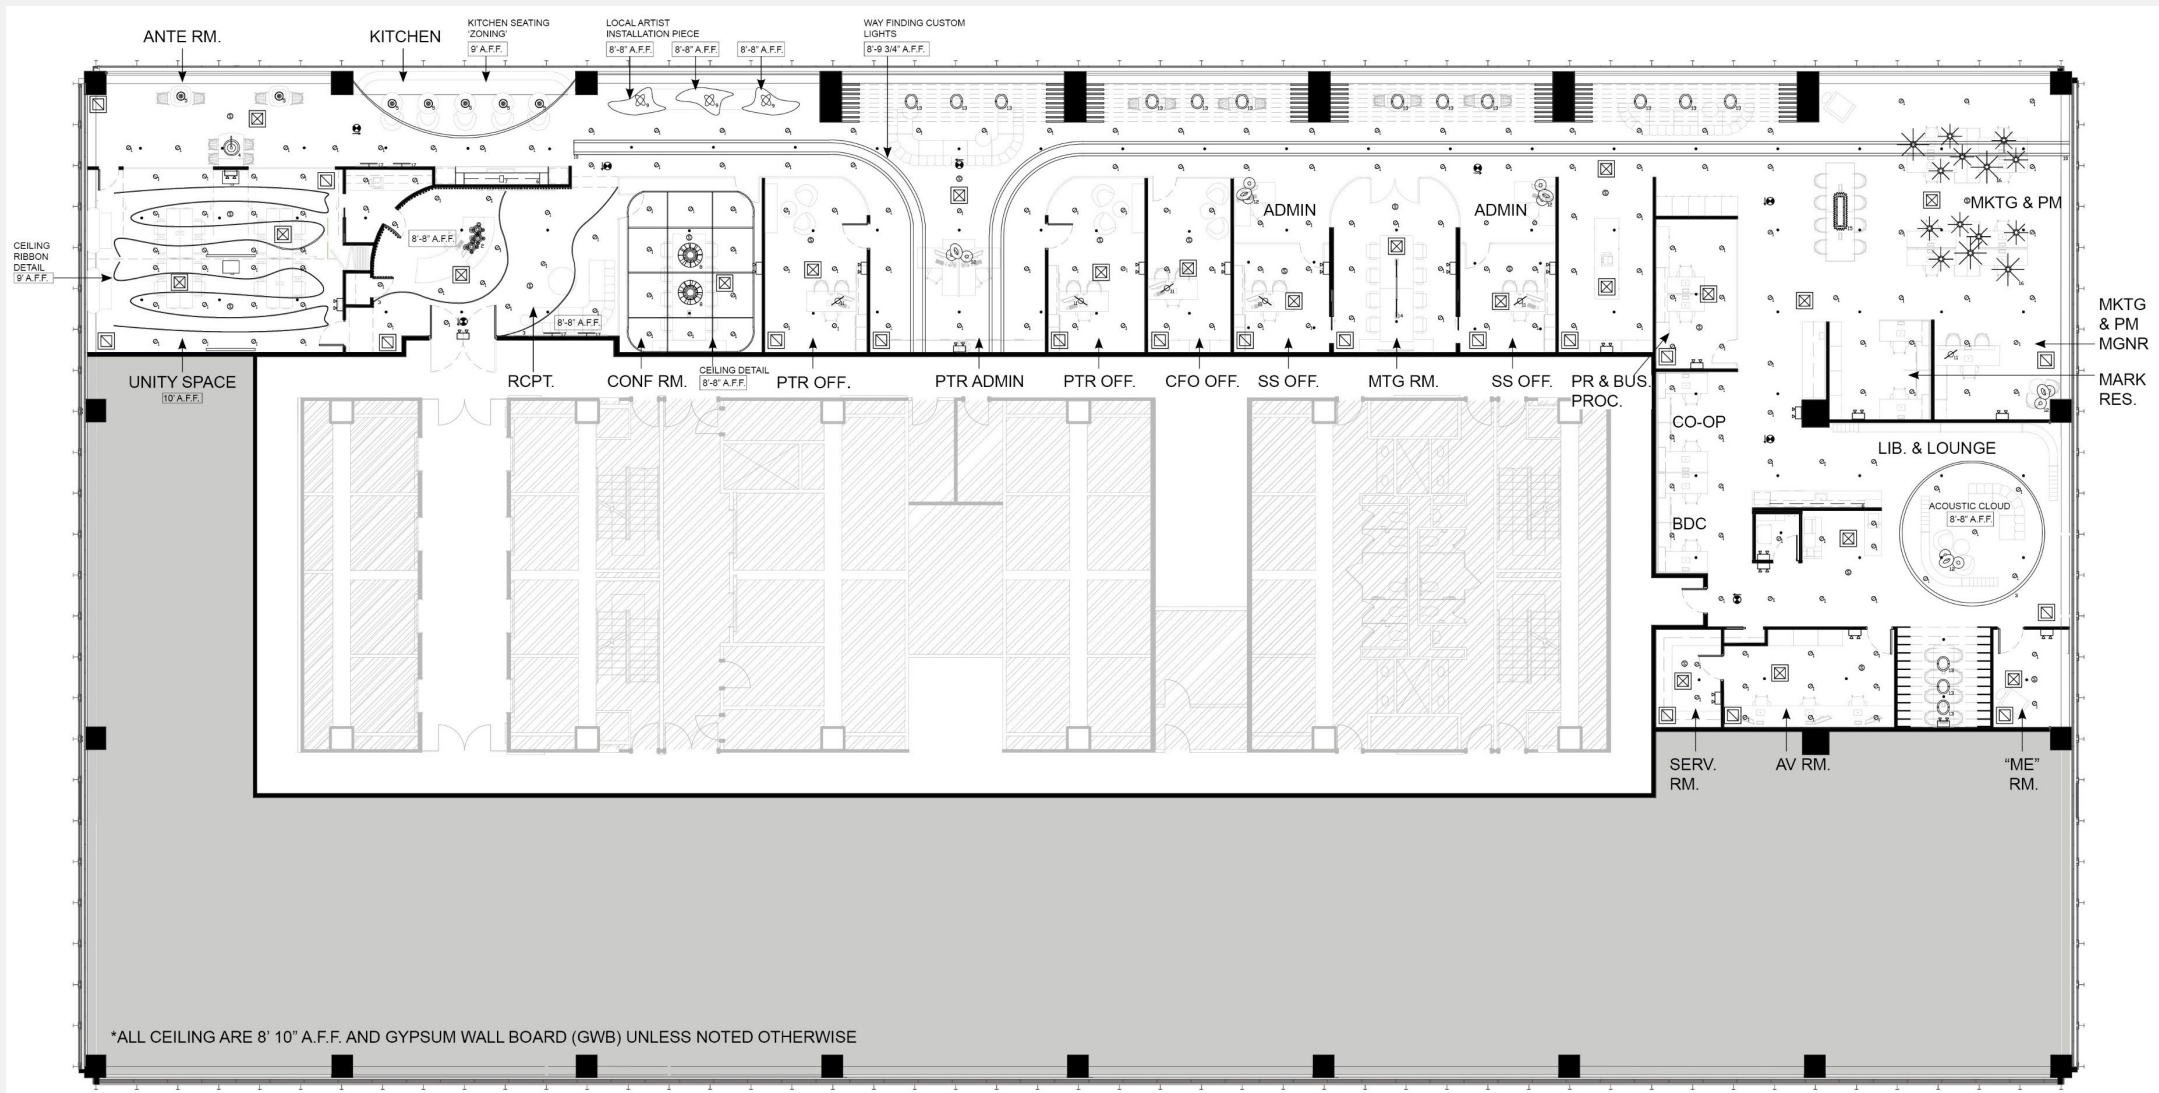 ANTE RM.
KITCHEN
KITCHEN SEATING
'ZONING'
9' A.F.F.
LOCAL ARTIST
INSTALLATION PIECE
8'-8" A.F.F.
8'-8" A.F.F.
8'-8" A.F.F.
WAY FINDING CUSTOM
LIGHTS
8'-9 3/4" A.F.F.
CEILING
RIBBON
DETAIL
9' A.F.F.
8'-8" A.F.F.
8'-8" A.F.F.
ADMIN
ADMIN
MKTG & PM
MKTG
& PM
MGNR
MARK
RES.
UNITY SPACE
10' A.F.F.
RCPT.
CONF RM.
CEILING DETAIL
8'-8" A.F.F.
PTR OFF.
PTR ADMIN
PTR OFF.
CFO OFF.
SS OFF.
MTG RM.
SS OFF.
PR & BUS.
PROC.
CO-OP
LIB. & LOUNGE
ACOUSTIC CLOUD
8'-8" A.F.F.
BDC
SERV.
RM.
AV RM.
“ME”
RM.
*ALL CEILING ARE 8' 10” A.F.F. AND GYPSUM WALL BOARD (GWB) UNLESS NOTED OTHERWISE